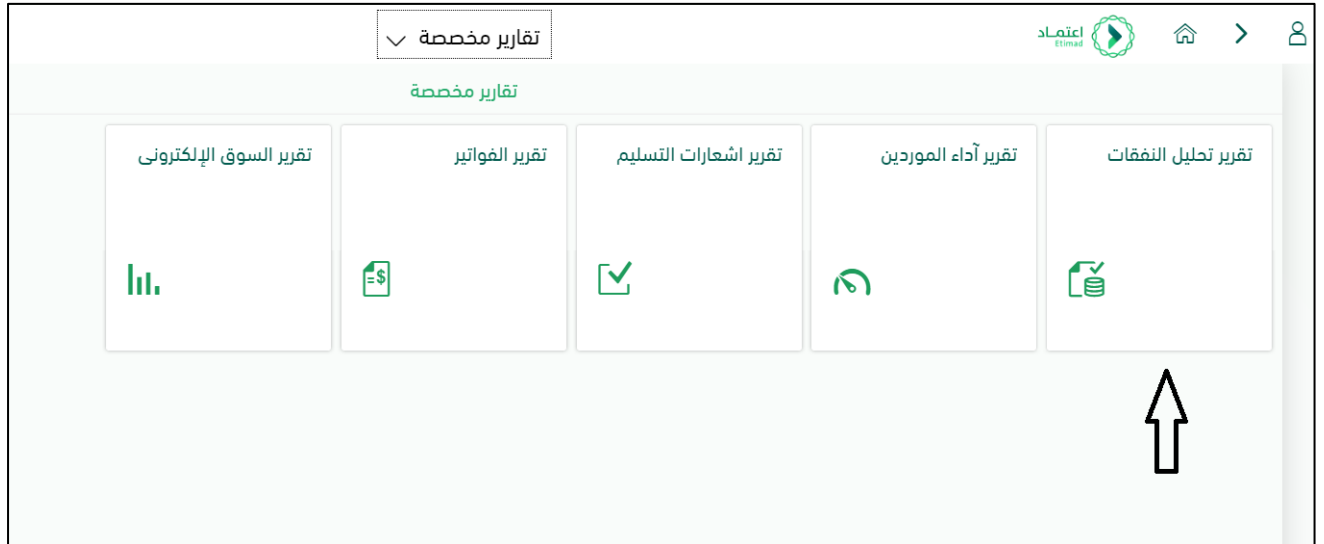 اعتمـاد
Etimad
تقارير مخصصة
تقارير مخصصة
تقرير تحليل النفقات
تقرير آداء الموردين
تقرير اشعارات التسليم
تقرير الفواتير
تقرير السوق الإلكترونى